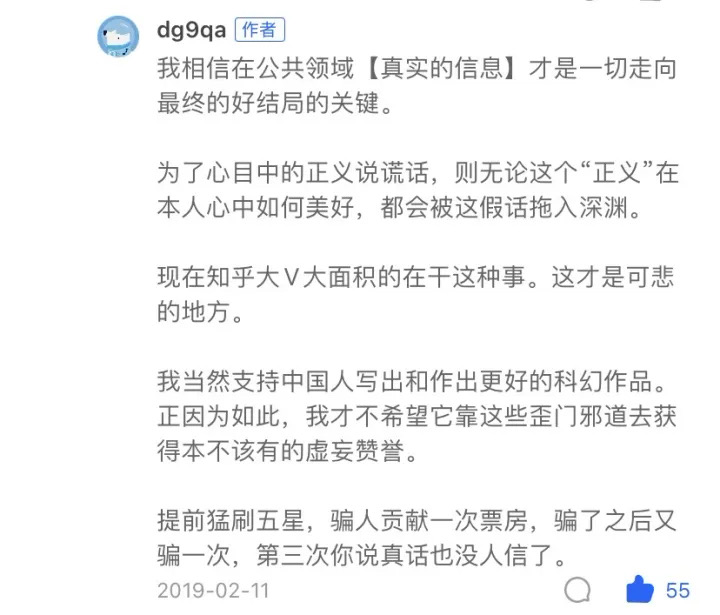 dg9qa 作者
我相信在公共领域【真实的信息】才是一切走向
最终的好结局的关键。
为了心目中的正义说谎话，则无论这个“正义”在
本人心中如何美好，都会被这假话拖入深渊。
现在知乎大V大面积的在干这种事。这才是可悲
的地方。
我当然支持中国人写出和作出更好的科幻作品。
正因为如此，我才不希望它靠这些歪门邪道去获
得本不该有的虚妄赞誉。
提前猛刷五星，骗人贡献一次票房，骗了之后又
骗一次，第三次你说真话也没人信了。
2019-02-11 55